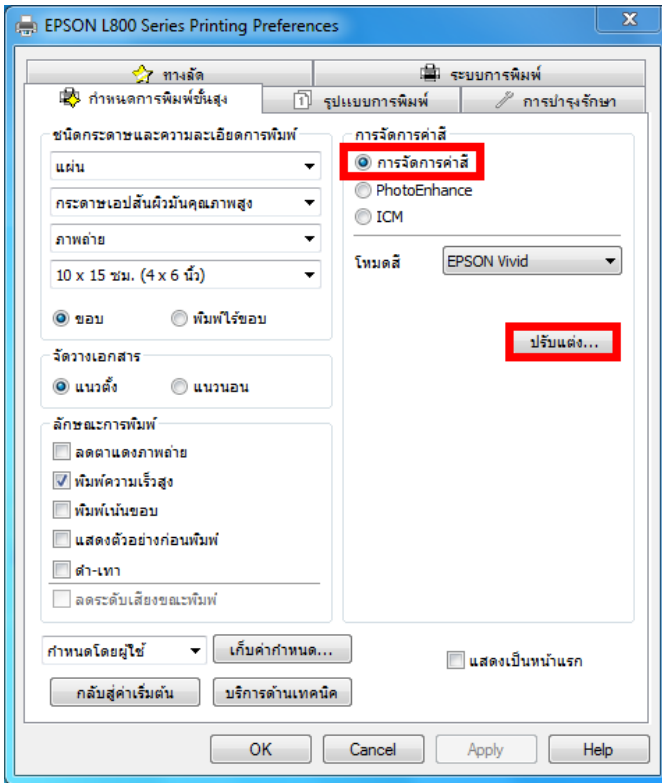 EPSON L800 Series Printing Preferences
X
ทางลัด
ระบบการพิมพ์
กำหนดการพิมพ์ขั้นสูง
1 รูปแบบการพิมพ์
การบำรุงรักษา
ชนิดกระดาษและความละเอียดการพิมพ์
แผ่น
กระดาษเอปสันผิวมันคุณภาพสูง
ภาพถ่าย
10 x 15 ซม. (4 x 6 นิ้ว)
ขอบ
พิมพ์ไร้ขอบ
จัดวางเอกสาร
แนวตั้ง
แนวนอน
ลักษณะการพิมพ์
ลดตาแดงภาพถ่าย
พิมพ์ความเร็วสูง
พิมพ์เน้นขอบ
แสดงตัวอย่างก่อนพิมพ์
ดำ-เทา
ลดระดับเสียงขณะพิมพ์
การจัดการค่าสี
การจัดการค่าสี
PhotoEnhance
ICM
โหมดสี
EPSON Vivid
ปรับแต่ง...
กำหนดโดยผู้ใช้
เก็บค่ากำหนด...
แสดงเป็นหน้าแรก
กลับสู่ค่าเริ่มต้น
บริการด้านเทคนิค
OK
Cancel
Apply
Help